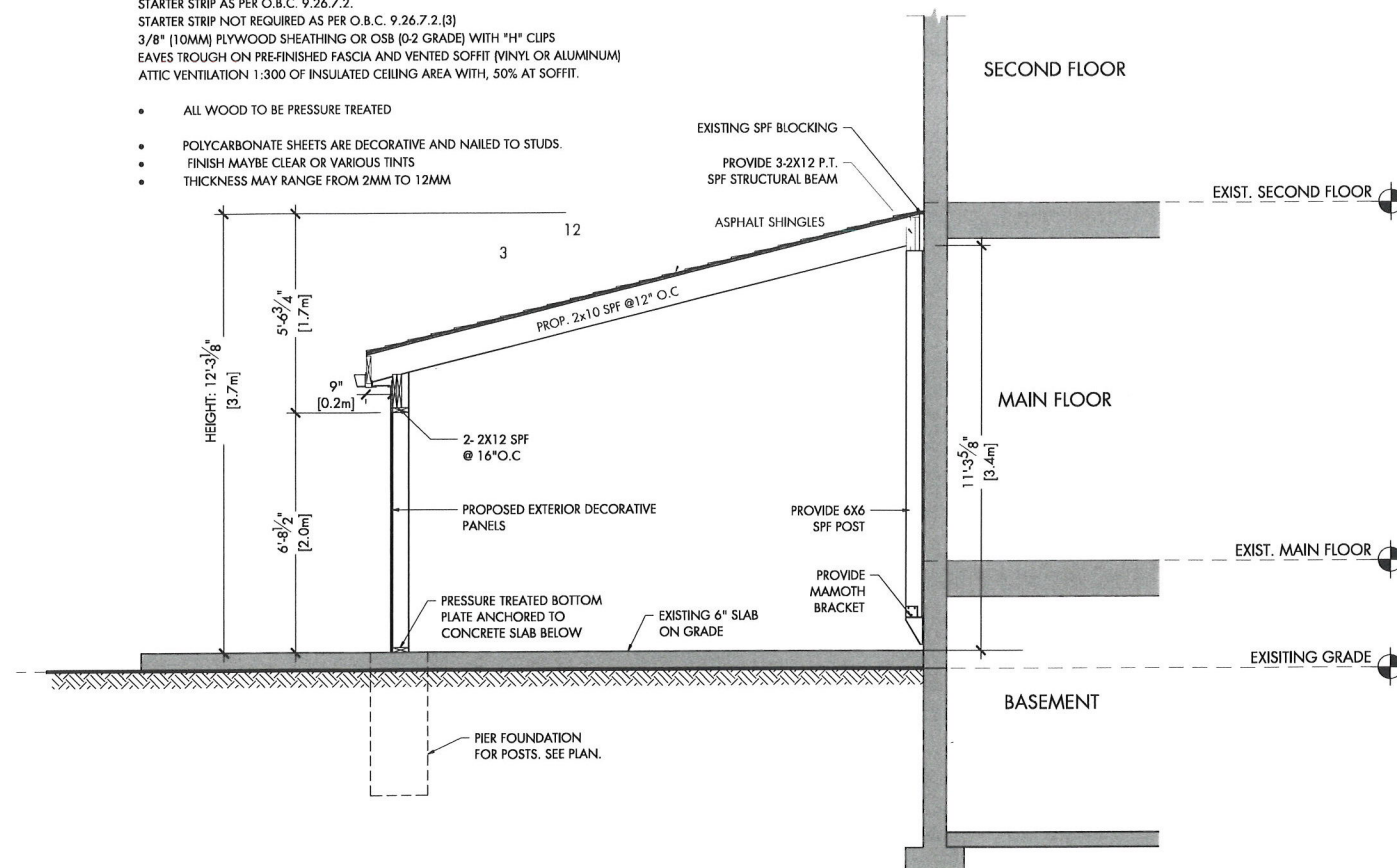 STARTER STRIP AS PER O.B.C. 9.26.7.2.
STARTER STRIP NOT REQUIRED AS PER O.B.C. 9.26.7.2.(3)
3/8" (10MM) PLYWOOD SHEATHING OR OSB (0-2 GRADE) WITH "H" CLIPS
EAVES TROUGH ON PRE-FINISHED FASCIA AND VENTED SOFFIT (VINYL OR ALUMINUM)
ATTIC VENTILATION 1:300 OF INSULATED CEILING AREA WITH, 50% AT SOFFIT.
• ALL WOOD TO BE PRESSURE TREATED
• POLYCARBONATE SHEETS ARE DECORATIVE AND NAILED TO STUDS.
• FINISH MAYBE CLEAR OR VARIOUS TINTS
• THICKNESS MAY RANGE FROM 2MM TO 12MM
SECOND FLOOR
EXISTING SPF BLOCKING
PROVIDE 3-2X12 P.T.
SPF STRUCTURAL BEAM
EXIST. SECOND FLOOR
ASPHALT SHINGLES
12
3
PROP. 2x10 SPF @12" O.C
5'-6 3/4"
[1.7m]
HEIGHT: 12'-3 1/8"
[3.7m]
9"
[0.2m]
MAIN FLOOR
2- 2X12 SPF
@ 16"O.C
11'-3 5/8"
[3.4m]
PROPOSED EXTERIOR DECORATIVE
PANELS
PROVIDE 6X6
SPF POST
6'-8 1/2"
[2.0m]
EXIST. MAIN FLOOR
PROVIDE
MAMOTH
BRACKET
PRESSURE TREATED BOTTOM
PLATE ANCHORED TO
CONCRETE SLAB BELOW
EXISTING 6" SLAB
ON GRADE
EXISITING GRADE
BASEMENT
PIER FOUNDATION
FOR POSTS. SEE PLAN.